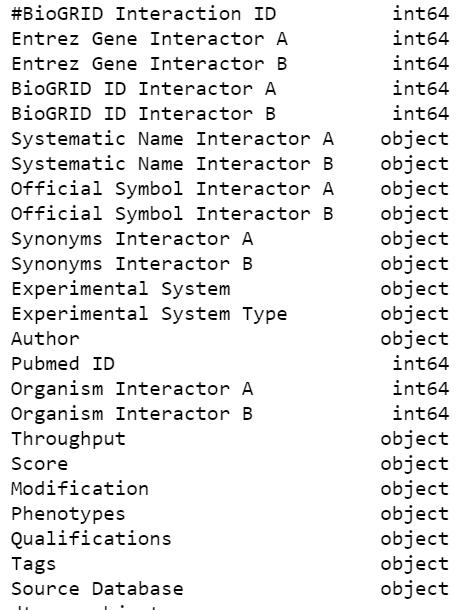 #BioGRID Interaction ID int64
Entrez Gene Interactor A int64
Entrez Gene Interactor B int64
BioGRID ID Interactor A int64
BioGRID ID Interactor B int64
Systematic Name Interactor A object
Systematic Name Interactor B object
Official Symbol Interactor A object
Official Symbol Interactor B object
Synonyms Interactor A object
Synonyms Interactor B object
Experimental System object
Experimental System Type object
Author object
Pubmed ID int64
Organism Interactor A int64
Organism Interactor B int64
Throughput object
Score object
Modification object
Phenotypes object
Qualifications object
Tags object
Source Database object